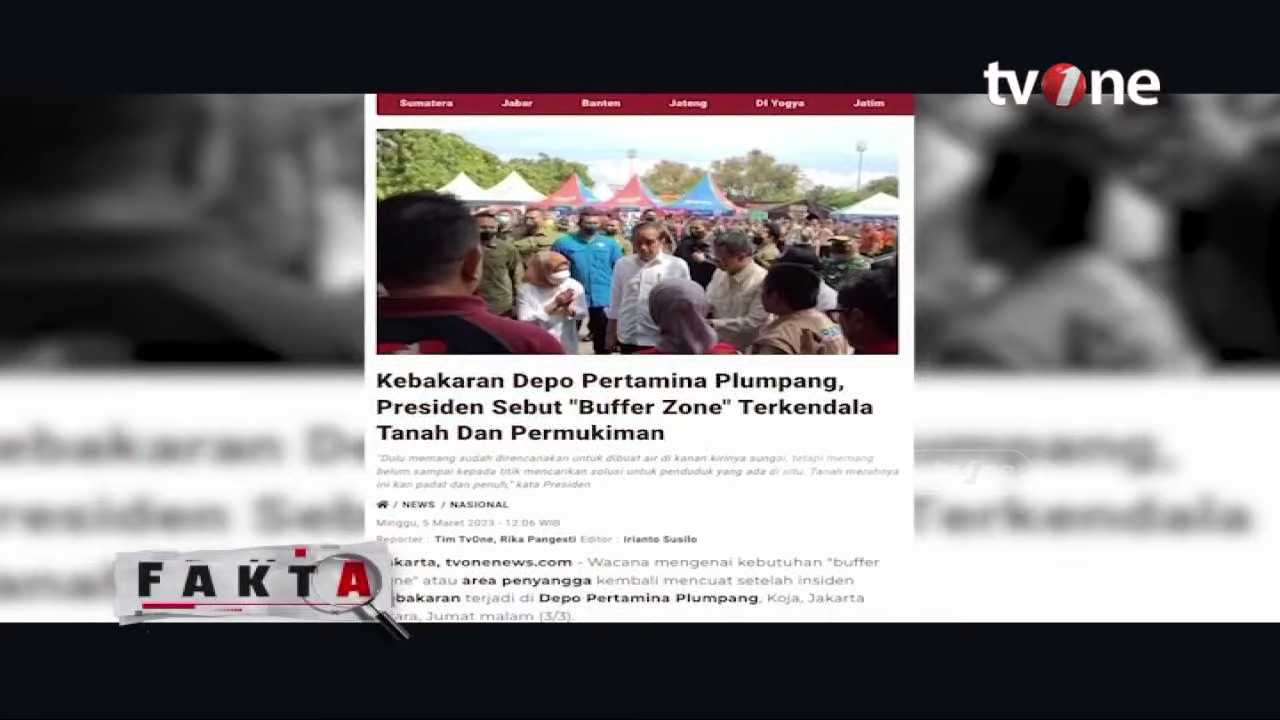 tvOne
Sumatera Jabar Banten Jateng DI Yogya Jatim
Kebakaran Depo Pertamina Plumpang,
Presiden Sebut "Buffer Zone" Terkendala
Tanah Dan Permukiman
"Dulu memang sudah direncanakan untuk dibuat air di kanan kirinya sungai, tetapi memang
belum sampai kepada titik mencarikan solusi untuk penduduk yang ada di situ. Tanah merahnya
ini kan padat dan penuh," kata Presiden
/ NEWS / NASIONAL
Minggu, 5 Maret 2023 - 12:06 WIB
Reporter : Tim TvOne, Rika Pangesti Editor : Irianto Susilo
karta, tvonenews.com - Wacana mengenai kebutuhan "buffer
ne" atau area penyangga kembali mencuat setelah insiden
bakaran terjadi di Depo Pertamina Plumpang, Koja, Jakarta
ara, Jumat malam (3/3).
FAKTA